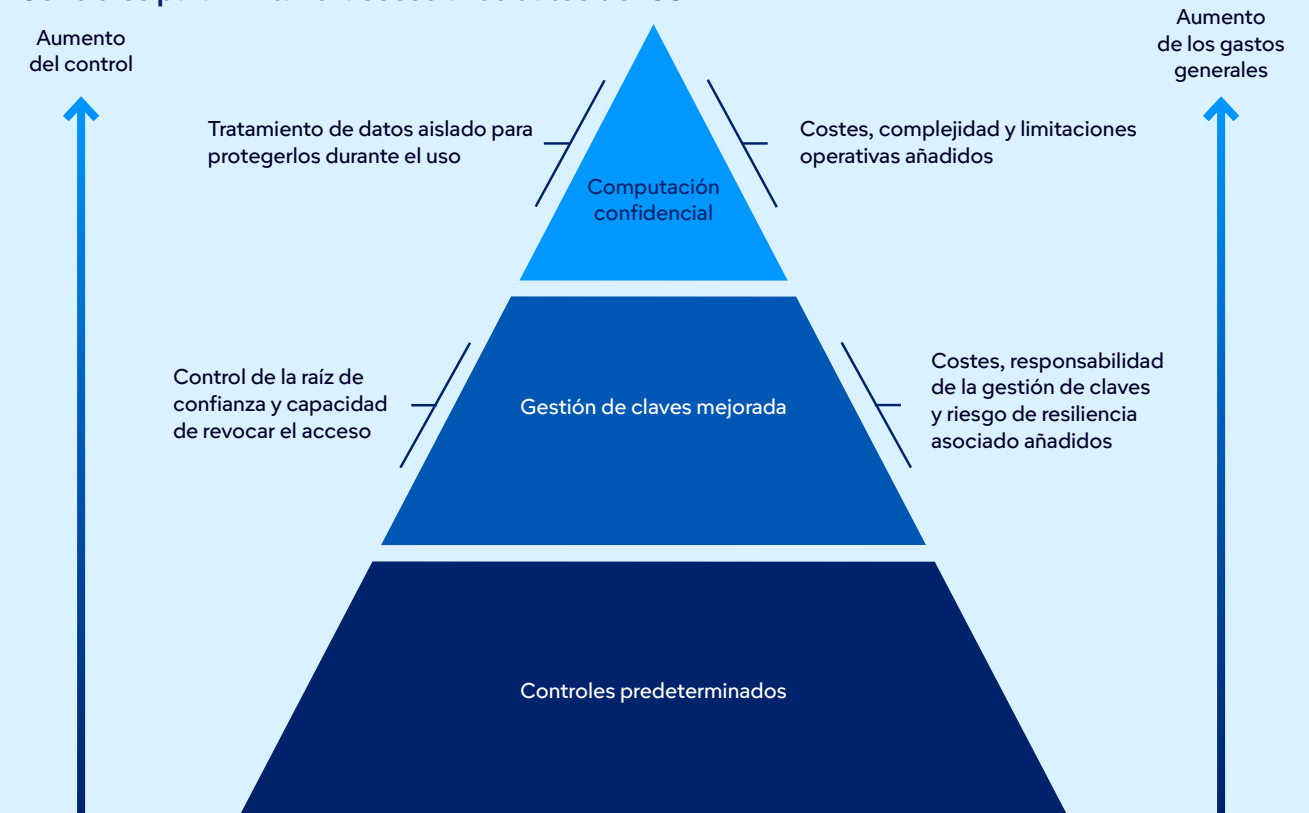 Aumento
del control
Aumento
de los gastos
generales
Tratamiento de datos aislado para
protegerlos durante el uso
Costes, complejidad y limitaciones
operativas añadidos
Computación
confidencial
Control de la raíz de
confianza y capacidad
de revocar el acceso
Gestión de claves mejorada
Costes, responsabilidad
de la gestión de claves
y riesgo de resiliencia
asociado añadidos
Controles predeterminados